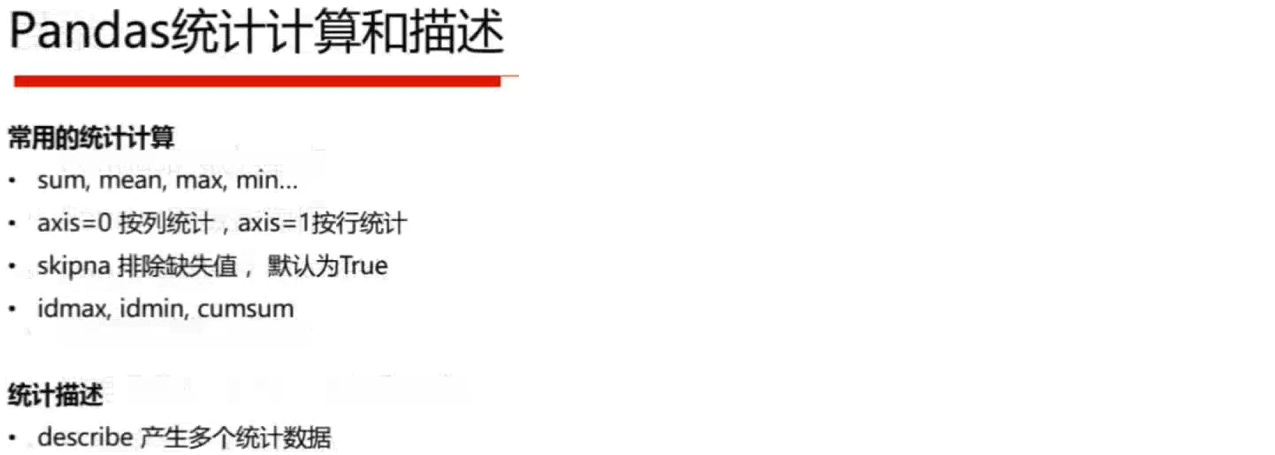 Pandas统计计算和描述
常用的统计计算
• sum, mean, max, min...
• axis=0 按列统计，axis=1按行统计
• skipna 排除缺失值， 默认为True
• idmax, idmin, cumsum
统计描述
• describe 产生多个统计数据